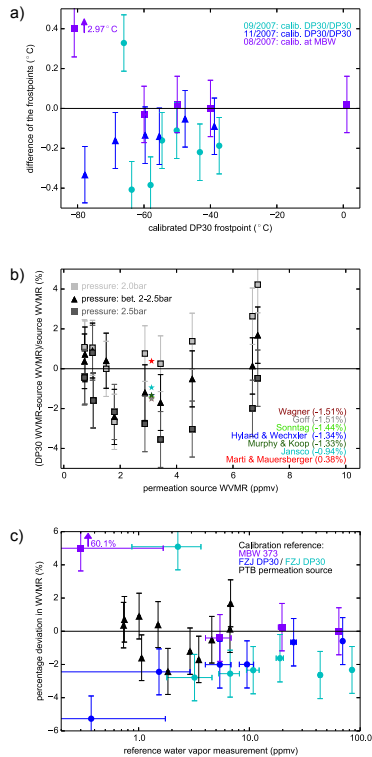 a)
2.97°C
09/2007: calib. DP30/DP30
11/2007: calib. DP30/DP30
08/2007: calib. at MBW
0.4
0.2
0.0
−0.2
−0.4
difference of the frostpoints (°C)
−80
−60
−40
−20
0
calibrated DP30 frostpoint (°C)
b)
pressure: 2.0bar
pressure: bet. 2-2.5bar
pressure: 2.5bar
4
2
0
−2
−4
(DP30 WVMR-source WVMR)/source WVMR (%)
Wagner (-1.51%)
Goff (-1.51%)
Sonntag (-1.44%)
Hyland & Wechxler (-1.34%)
Murphy & Koop (-1.33%)
Jansco (-0.94%)
Marti & Mauersberger (0.38%)
0
2
4
6
8
10
permeation source WVMR (ppmv)
c)
60.1%
Calibration reference:
MBW 373
FZJ DP30 / FZJ DP30
PTB permeation source
6
4
2
0
−2
−4
−6
percentage deviation in WVMR (%)
1.0
10.0
100.0
reference water vapor measurement (ppmv)